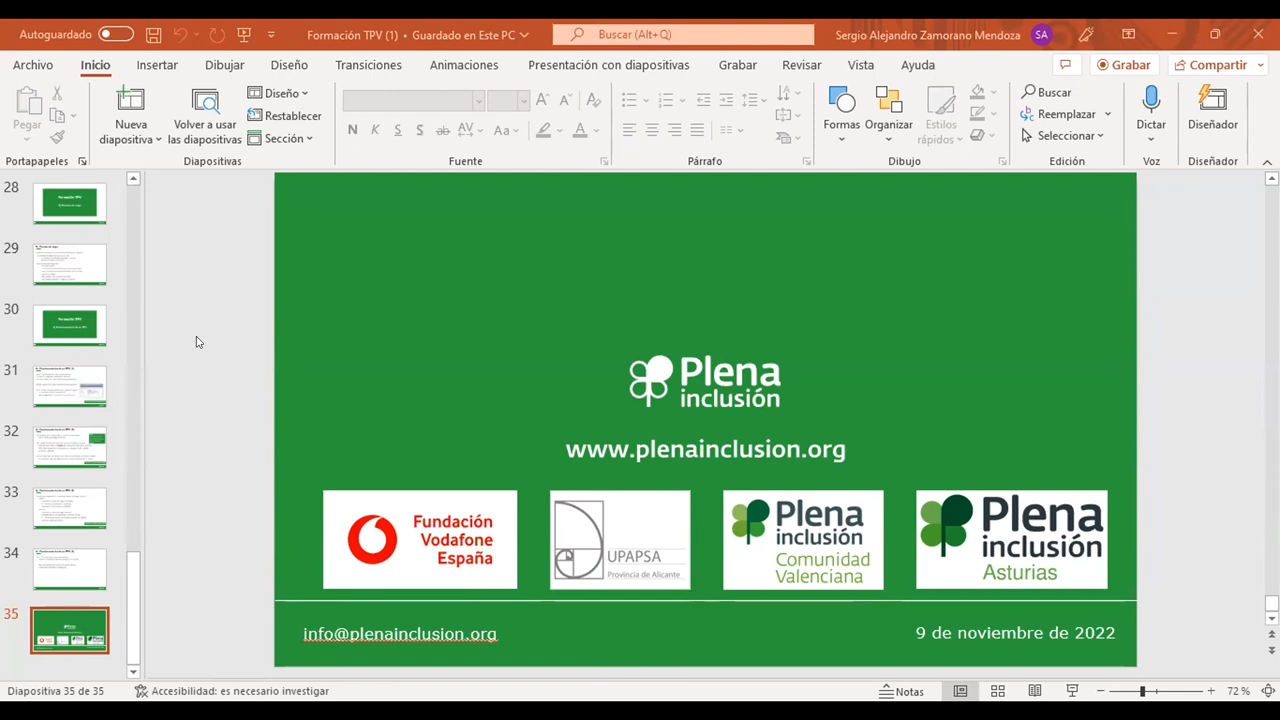 Autoguardado
Formación TPV (1) • Guardado en Este PC
Buscar (Alt+Q)
Sergio Alejandro Zamorano Mendoza
SA
Archivo
Inicio
Insertar
Dibujar
Diseño
Transiciones
Animaciones
Presentación con diapositivas
Grabar
Revisar
Vista
Ayuda
Grabar
Compartir
Pegar
Nueva
diapositiva
Volver a usar
las diapositivas
Diseño
Restablecer
Sección
Formas
Organizar
Estilos
rápidos
Buscar
Reemplazar
Seleccionar
Dictar
Diseñador
Portapapeles
Diapositivas
Fuente
Párrafo
Dibujo
Edición
Voz
Diseñador
28
Formación TPV
29
30
Formación TPV
31
32
33
34
35
Plena
inclusión
www.plenainclusion.org
Fundación
Vodafone
España
UPAPSA
Provincia de Alicante
Plena
inclusión
Comunidad
Valenciana
Plena
inclusión
Asturias
info@plenainclusion.org
9 de noviembre de 2022
Diapositiva 35 de 35
Accesibilidad: es necesario investigar
Notas
72 %